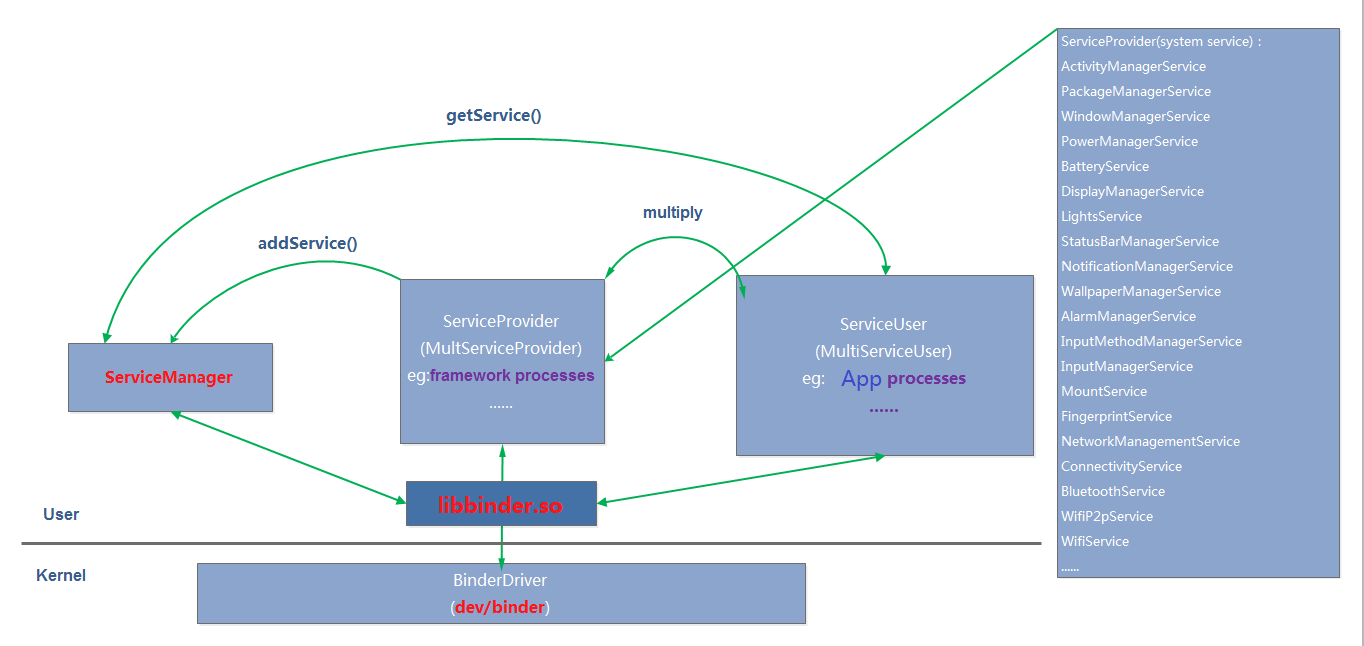 getService()
multiply
addService()
ServiceManager
ServiceProvider
(MultServiceProvider)
eg:framework processes
......
ServiceUser
(MultiServiceUser)
eg: App processes
......
libbinder.so
User
Kernel
BinderDriver
(dev/binder)
ServiceProvider(system service) :
ActivityManagerService
PackageManagerService
WindowManagerService
PowerManagerService
BatteryService
DisplayManagerService
LightsService
StatusBarManagerService
NotificationManagerService
WallpaperManagerService
AlarmManagerService
InputMethodManagerService
InputManagerService
MountService
FingerprintService
NetworkManagementService
ConnectivityService
BluetoothService
WifiP2pService
WifiService
......